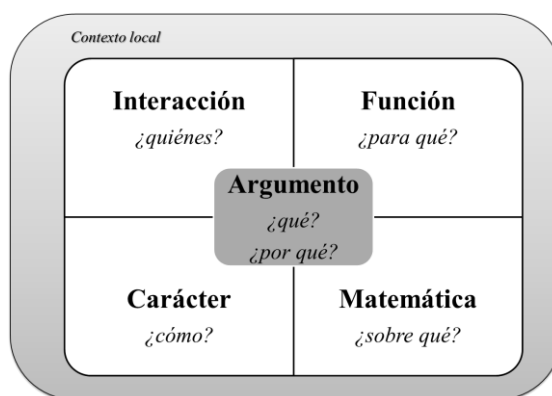 Contexto local
Interacción
¿quiénes?
Función
¿para qué?
Argumento
¿qué?
¿por qué?
Carácter
¿cómo?
Matemática
¿sobre qué?